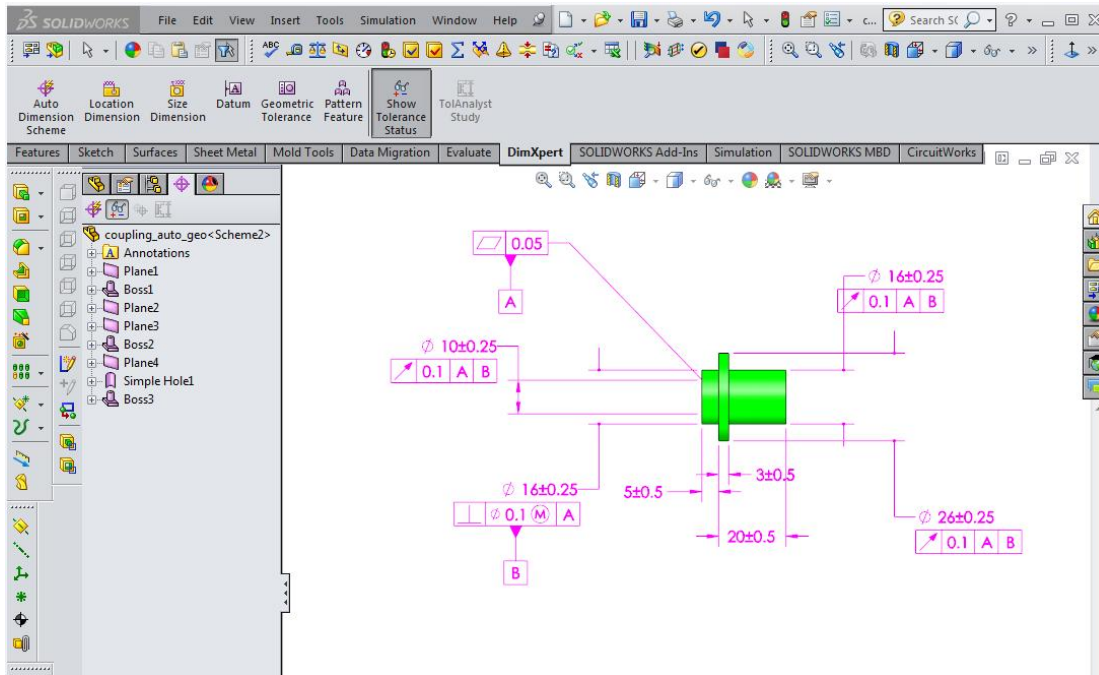 SOLIDWORKS File Edit View Insert Tools Simulation Window Help c... Search S
ABC
Auto Dimension Scheme
Location Dimension
Size Dimension
Datum
Geometric Tolerance
Pattern Feature
Show Tolerance Status
TolAnalyst Study
Features Sketch Surfaces Sheet Metal Mold Tools Data Migration Evaluate DimXpert SOLIDWORKS Add-Ins Simulation SOLIDWORKS MBD CircuitWorks
coupling_auto_geo<Scheme2>
A Annotations
Plane1
Boss1
Plane2
Plane3
Boss2
Plane4
Simple Hole1
Boss3
0.05
A
∅ 16±0.25
0.1 A B
∅ 10±0.25
0.1 A B
3±0.5
5±0.5
∅ 16±0.25
∅ 0.1 Ⓜ A
B
20±0.5
∅ 26±0.25
0.1 A B